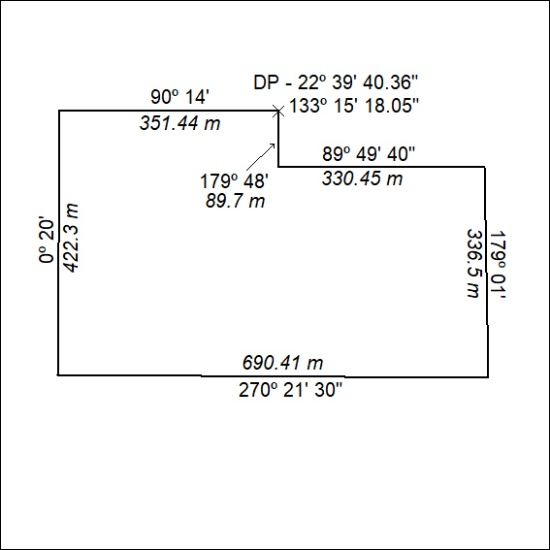 DP - 22º 39' 40.36"
133º 15' 18.05"
90º 14'
351.44 m
89º 49' 40"
330.45 m
179º 48'
89.7 m
0º 20'
422.3 m
179º 01'
336.5 m
690.41 m
270º 21' 30"